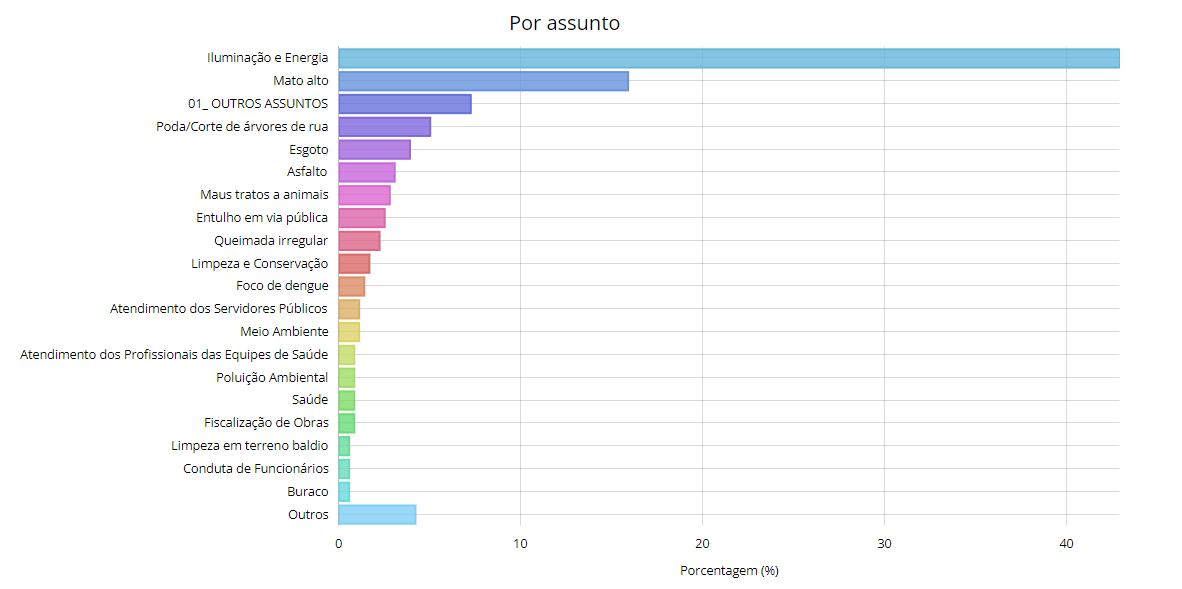 Por assunto
Iluminação e Energia
Mato alto
01_ OUTROS ASSUNTOS
Poda/Corte de árvores de rua
Esgoto
Asfalto
Maus tratos a animais
Entulho em via pública
Queimada irregular
Limpeza e Conservação
Foco de dengue
Atendimento dos Servidores Públicos
Meio Ambiente
Atendimento dos Profissionais das Equipes de Saúde
Poluição Ambiental
Saúde
Fiscalização de Obras
Limpeza em terreno baldio
Conduta de Funcionários
Buraco
Outros
0 10 20 30 40
Porcentagem (%)